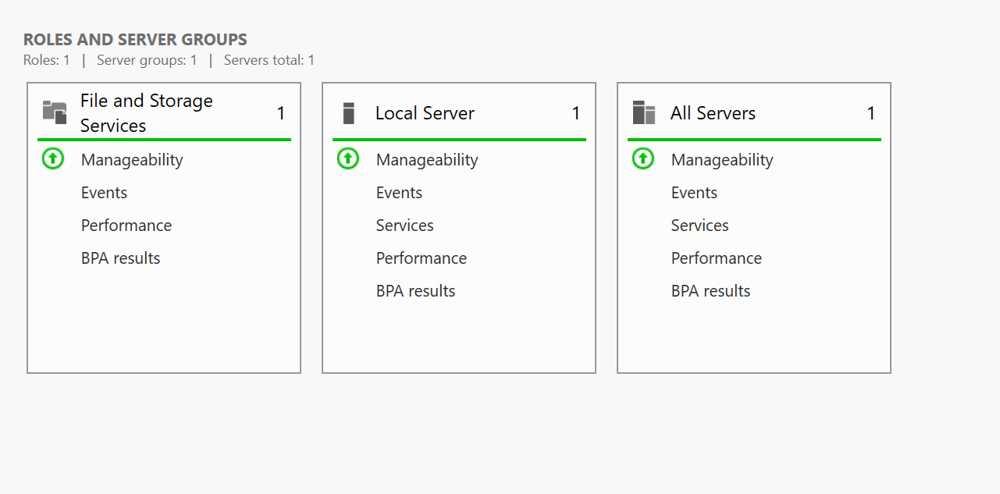 ROLES AND SERVER GROUPS
Roles: 1 | Server groups: 1 | Servers total: 1
File and Storage
Services
1
Manageability
Events
Performance
BPA results
Local Server 1
Manageability
Events
Services
Performance
BPA results
All Servers 1
Manageability
Events
Services
Performance
BPA results